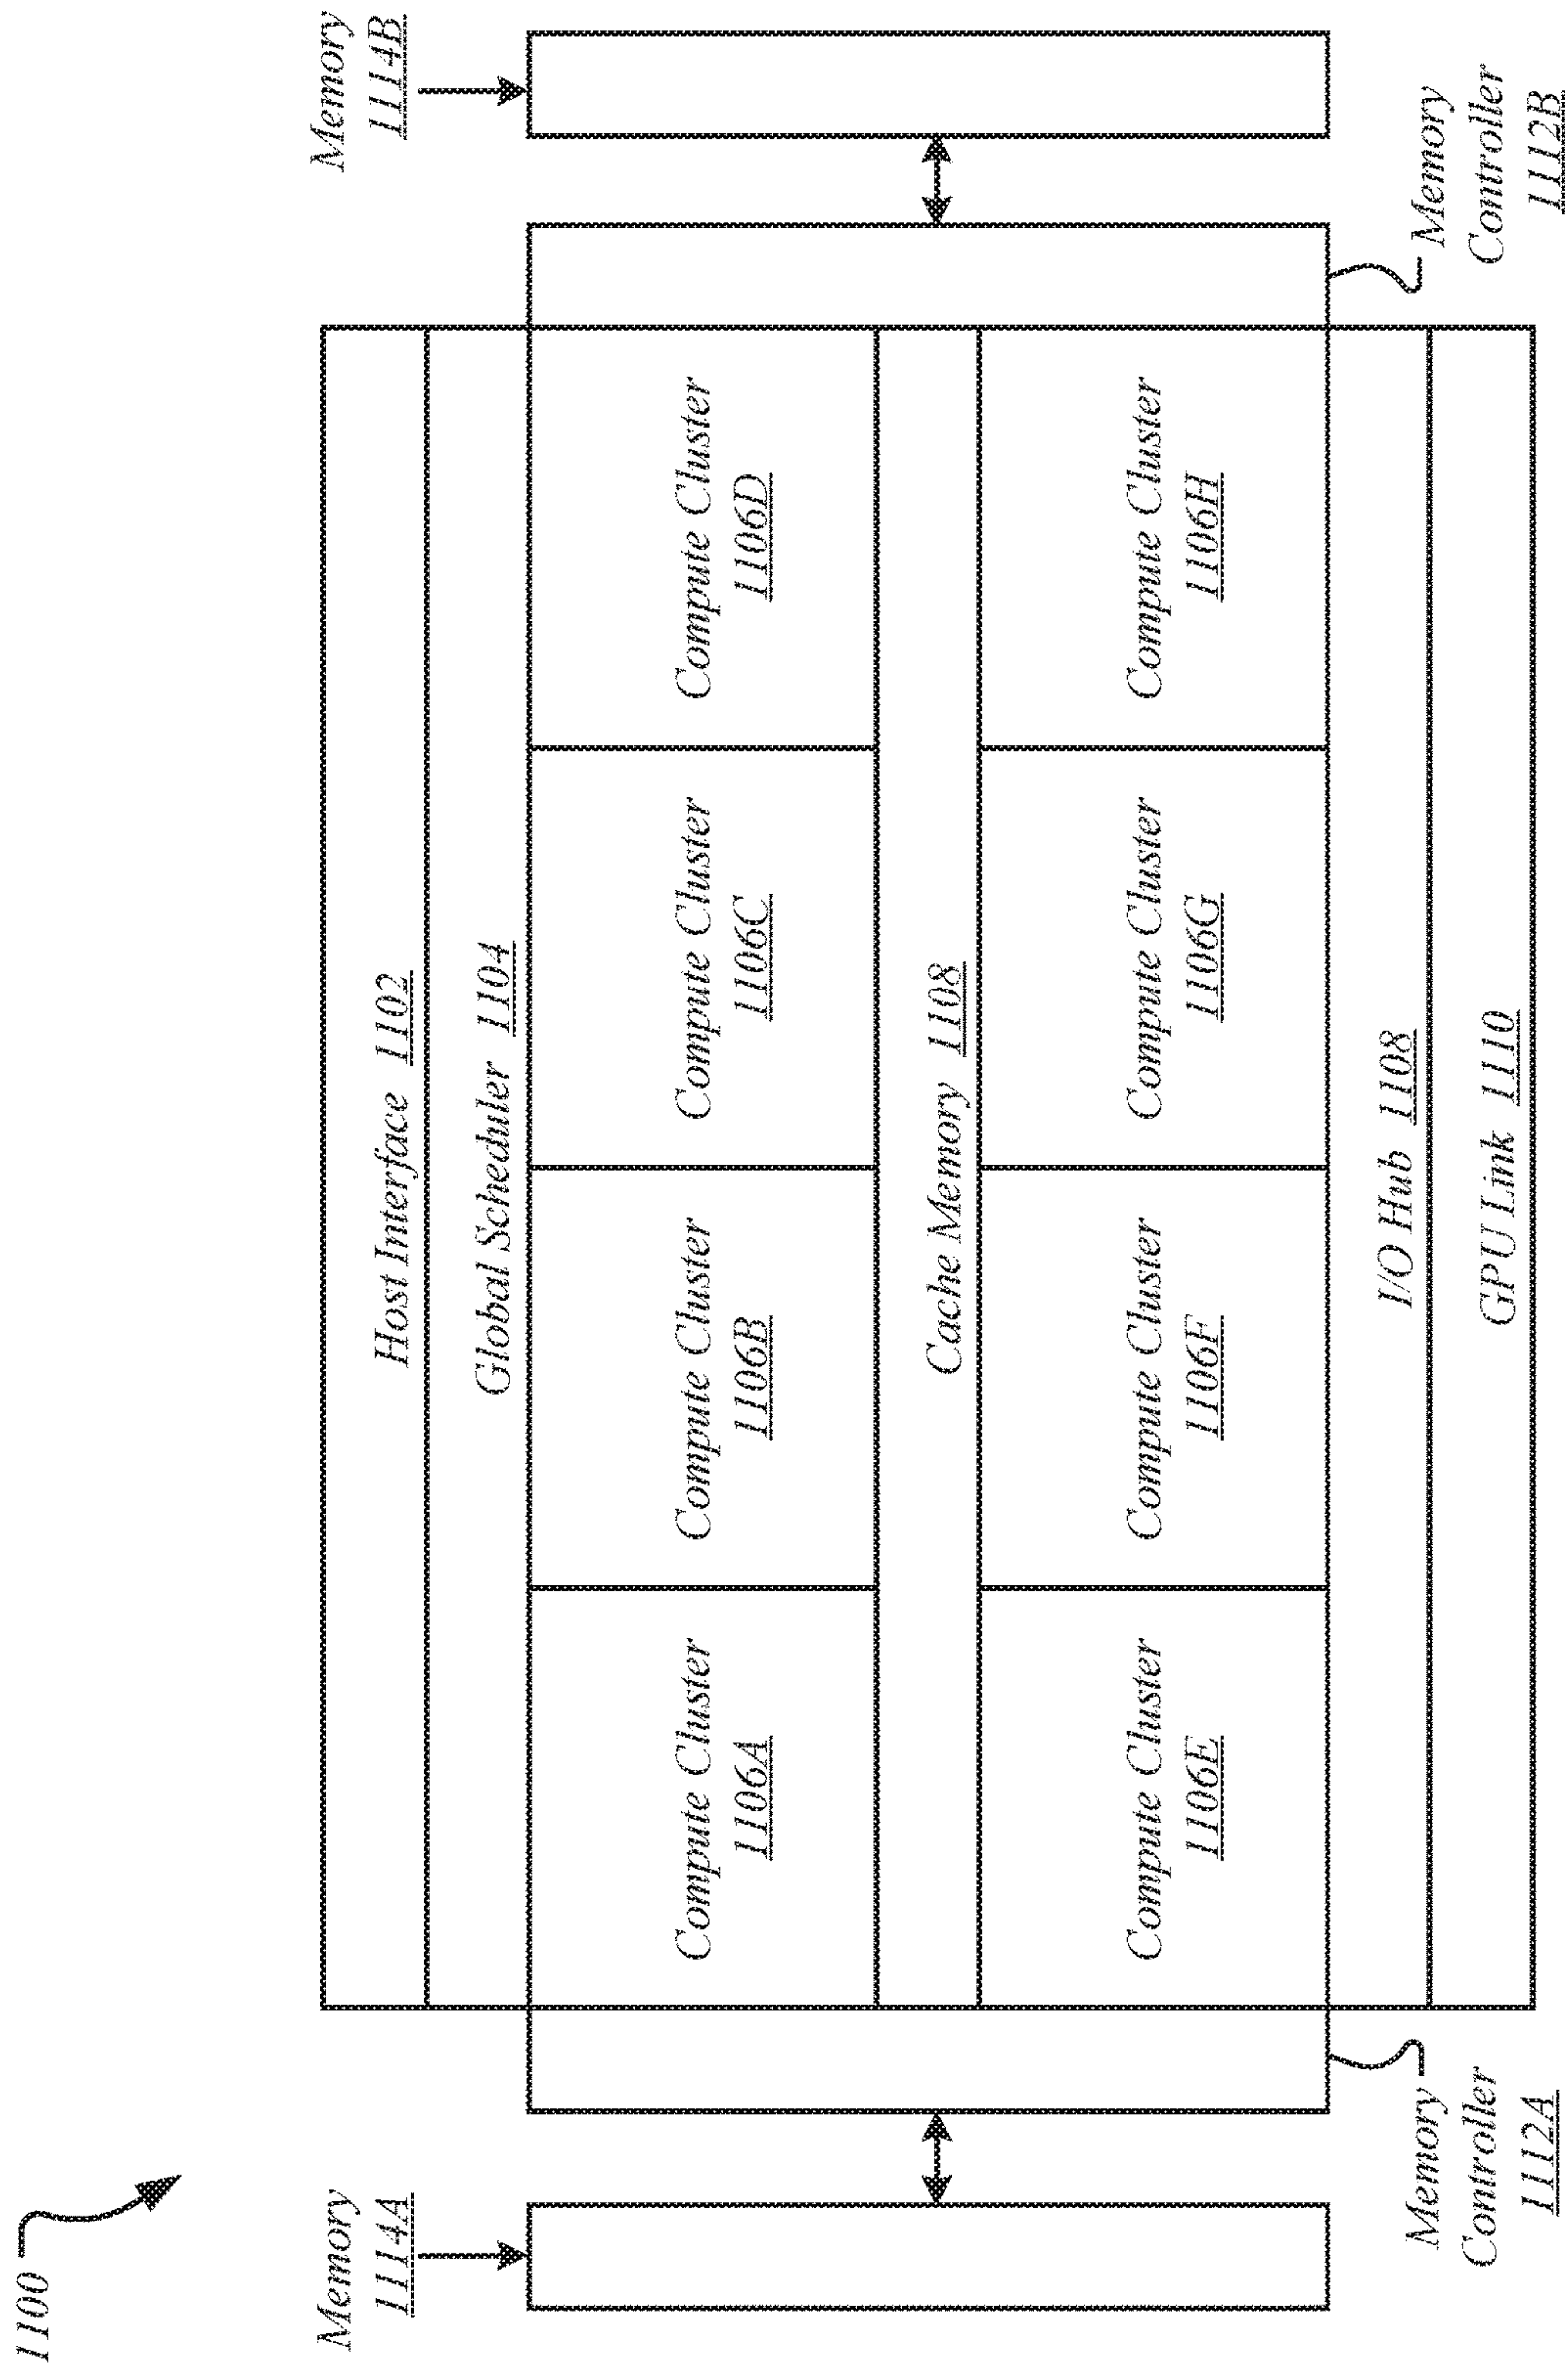 1100
Host Interface 1102
Global Scheduler 1104
Memory
1114A
Memory
1114B
Compute Cluster
1106A
Compute Cluster
1106B
Compute Cluster
1106C
Compute Cluster
1106D
Cache Memory 1108
Compute Cluster
1106E
Compute Cluster
1106F
Compute Cluster
1106G
Compute Cluster
1106H
I/O Hub 1108
GPU Link 1110
Memory
Controller
1112A
Memory
Controller
1112B